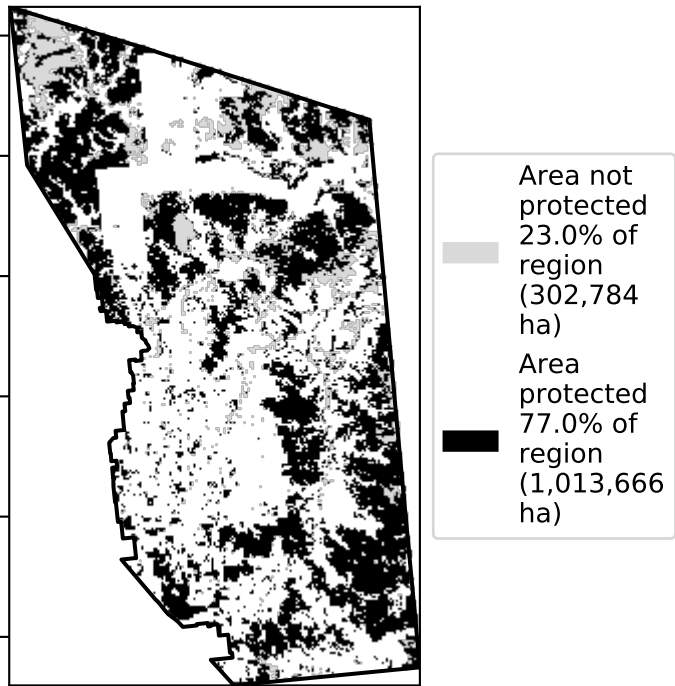 Area not
protected
23.0% of
region
(302,784
ha)
Area
protected
77.0% of
region
(1,013,666
ha)